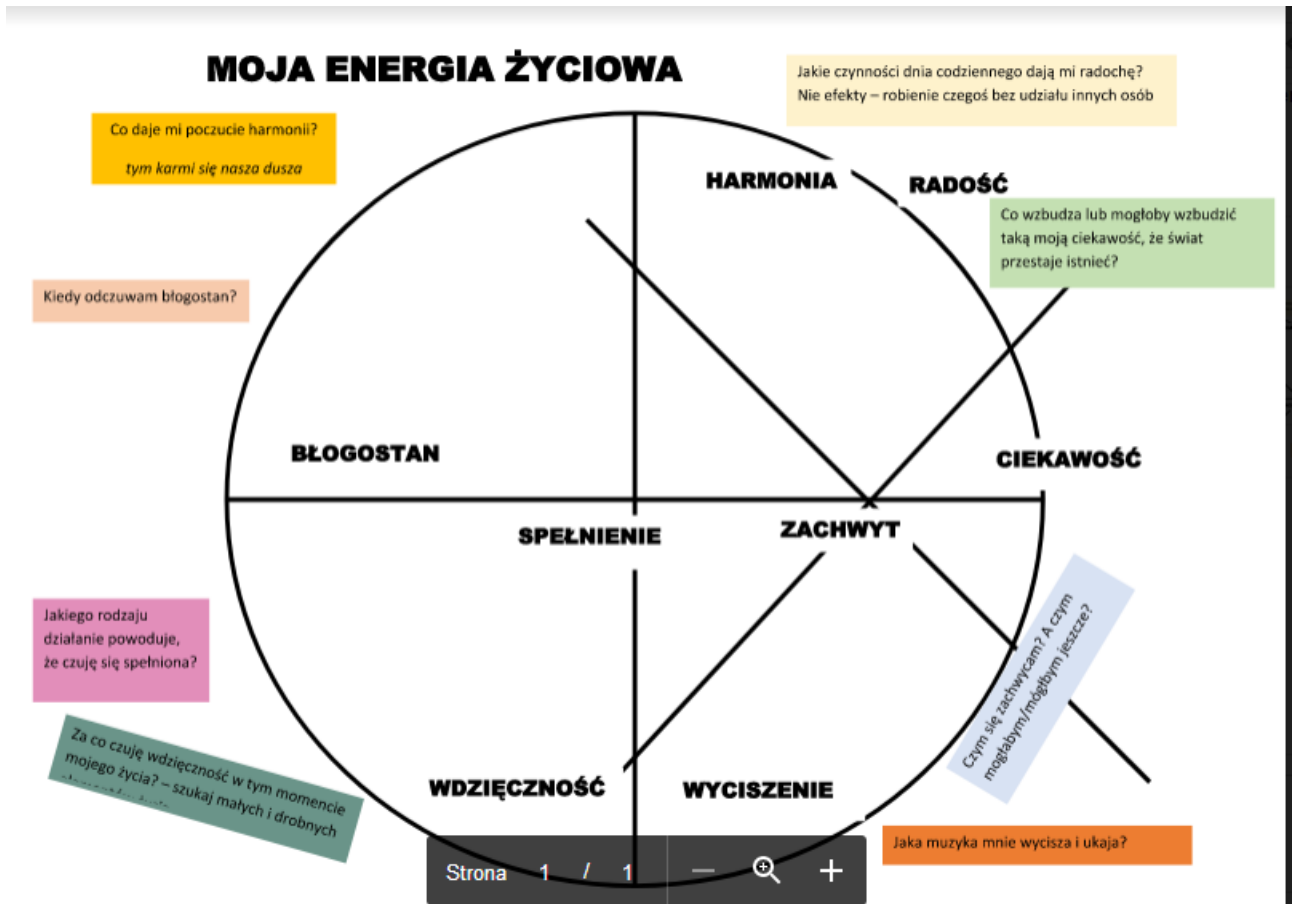 MOJA ENERGIA ŻYCIOWA
Jakie czynności dnia codziennego dają mi radochę?
Nie efekty – robienie czegoś bez udziału innych osób
Co daje mi poczucie harmonii?
tym karmi się nasza dusza
HARMONIA
RADOŚĆ
Co wzbudza lub mogłoby wzbudzić
taką moją ciekawość, że świat
przestaje istnieć?
Kiedy odczuwam błogostan?
BŁOGOSTAN
CIEKAWOŚĆ
SPEŁNIENIE
ZACHWYT
Jakiego rodzaju
działanie powoduje,
że czuję się spełniona?
Czym się zachwycam? A czym
mogłabym/mógłbym jeszcze?
Za co czuję wdzięczność w tym momencie
mojego życia? – szukaj małych i drobnych
WDZIĘCZNOŚĆ
WYCISZENIE
Jaka muzyka mnie wycisza i ukaja?
Strona 1 / 1